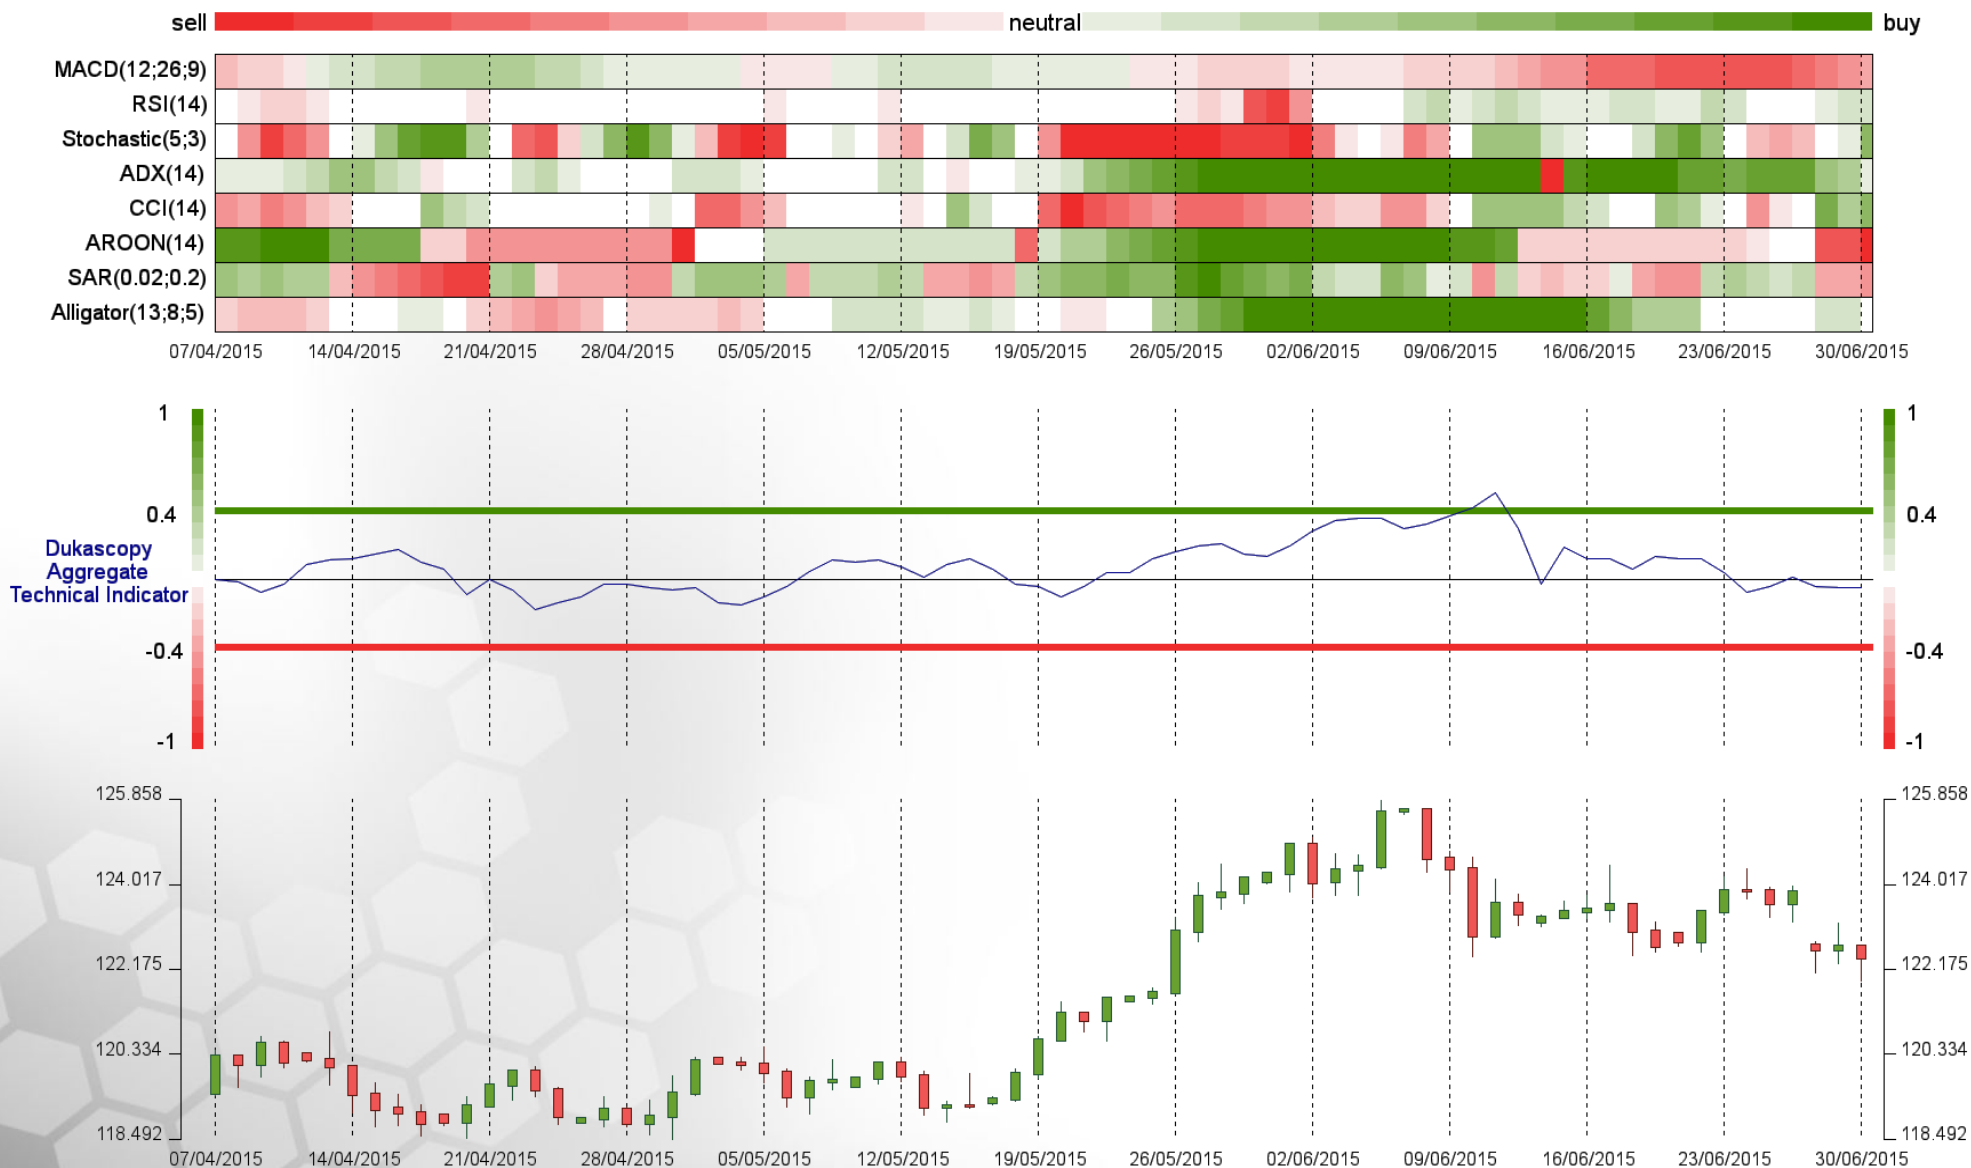 sell neutral buy
MACD(12;26;9)
RSI(14)
Stochastic(5;3)
ADX(14)
CCI(14)
AROON(14)
SAR(0.02;0.2)
Alligator(13;8;5)
07/04/2015 14/04/2015 21/04/2015 28/04/2015 05/05/2015 12/05/2015 19/05/2015 26/05/2015 02/06/2015 09/06/2015 16/06/2015 23/06/2015 30/06/2015
1 1
0.4 0.4
Dukascopy
Aggregate
Technical Indicator
-0.4 -0.4
-1 -1
125.858 125.858
124.017 124.017
122.175 122.175
120.334 120.334
118.492 118.492
07/04/2015 14/04/2015 21/04/2015 28/04/2015 05/05/2015 12/05/2015 19/05/2015 26/05/2015 02/06/2015 09/06/2015 16/06/2015 23/06/2015 30/06/2015